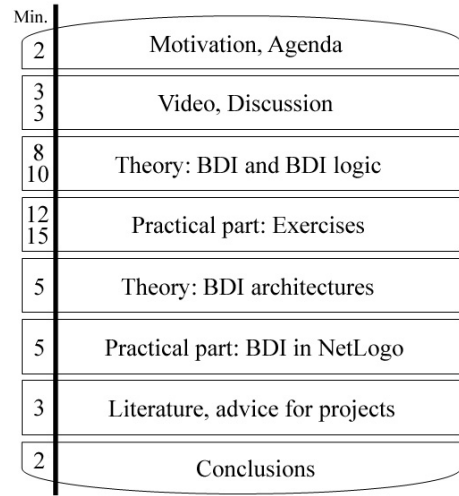 Min.
2
Motivation, Agenda
3
3
Video, Discussion
8
10
Theory: BDI and BDI logic
12
15
Practical part: Exercises
5
Theory: BDI architectures
5
Practical part: BDI in NetLogo
3
Literature, advice for projects
2
Conclusions